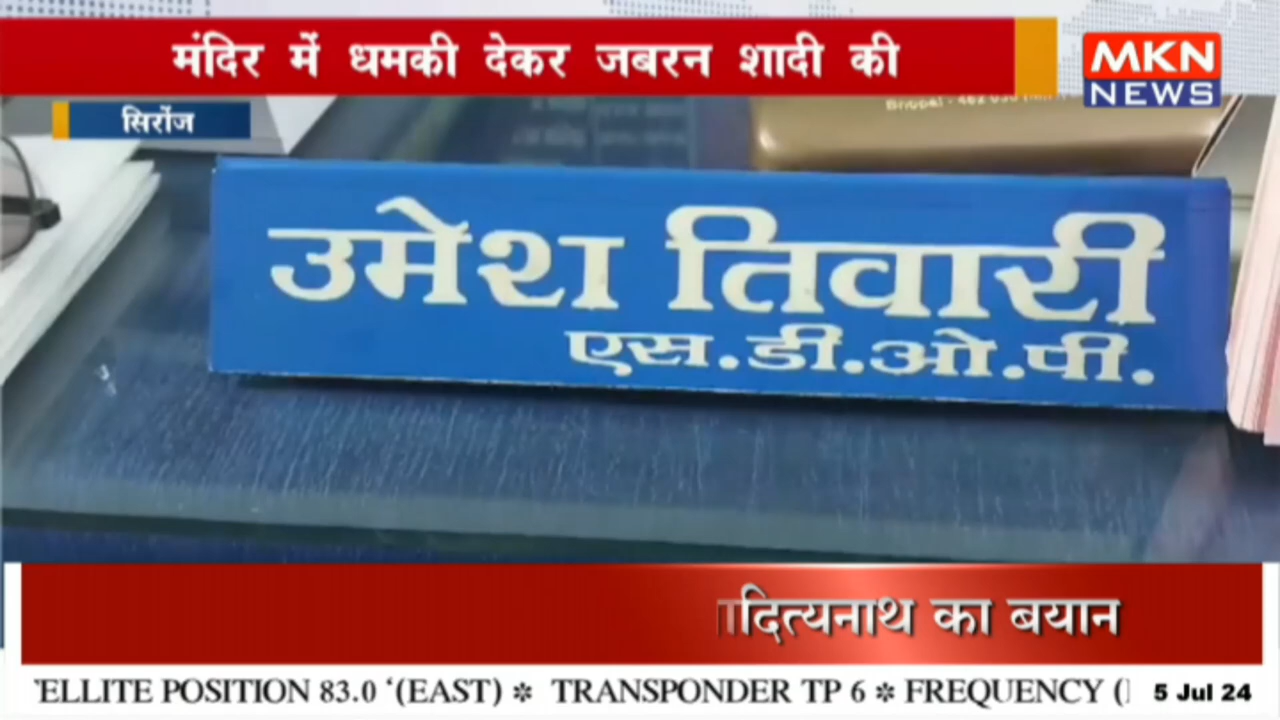 मंदिर में धमकी देकर जबरन शादी की
MKN
NEWS
सिरोंज
उमेश तिवारी
एस.डी.ओ.पी.
ादित्यनाथ का बयान
ELLITE POSITION 83.0 ‘(EAST) ✻ TRANSPONDER TP 6 ✻ FREQUENCY (
5 Jul 24